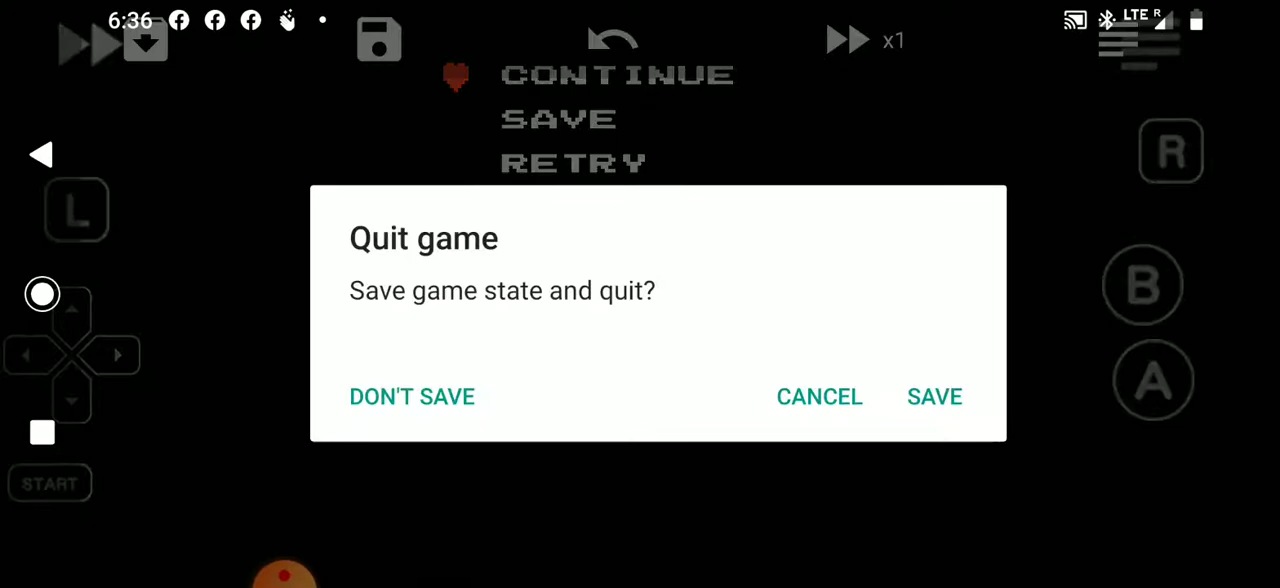 6:36 LTE R
x1
CONTINUE
SAVE
RETRY
L
R
Quit game
Save game state and quit?
B
DON'T SAVE CANCEL SAVE
A
START